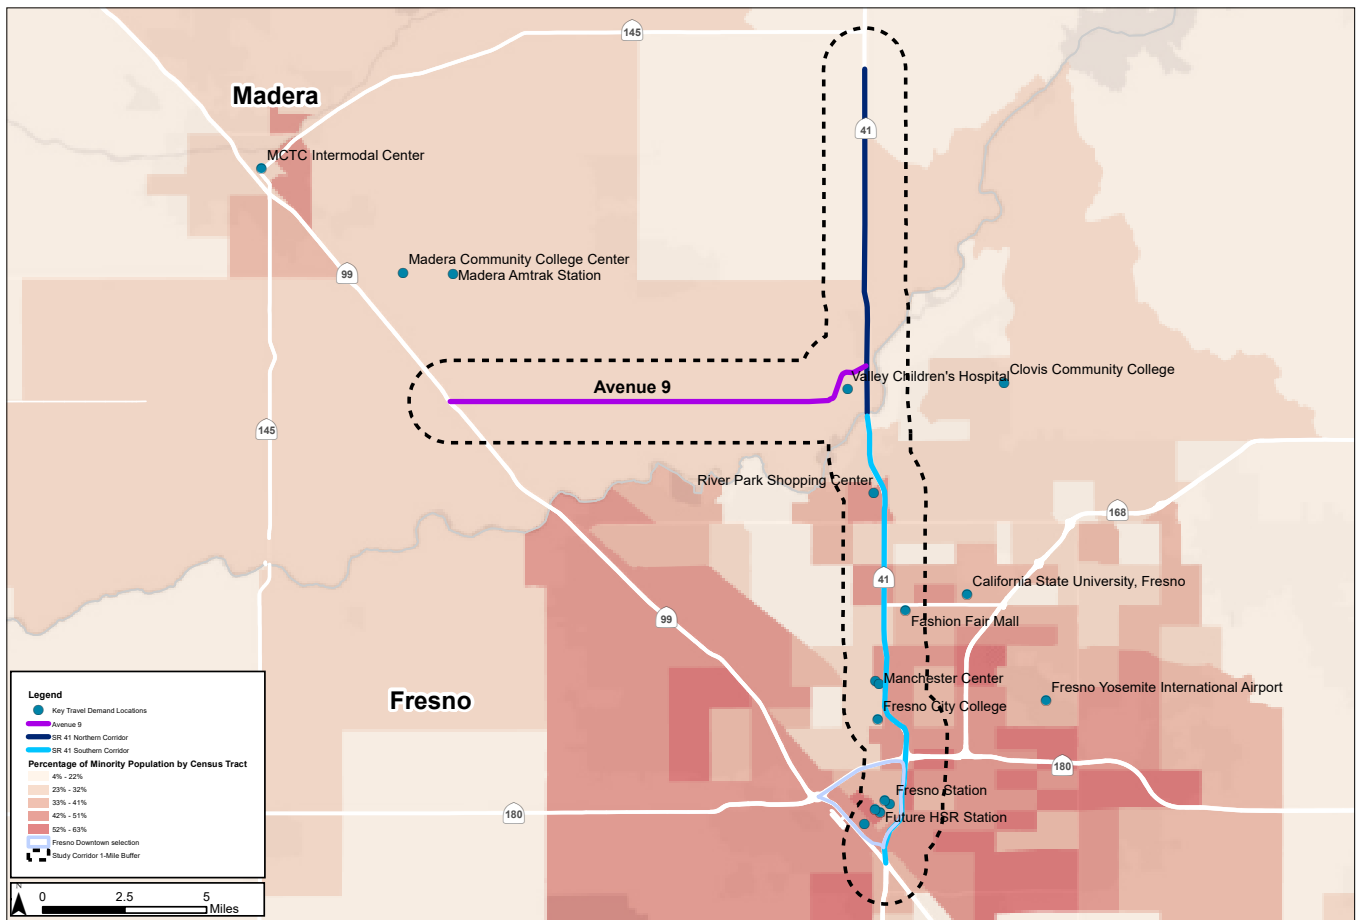 145
Madera
41
MCTC Intermodal Center
Madera Community College Center
99
Madera Amtrak Station
Clovis Community College
Valley Children's Hospital
Avenue 9
145
River Park Shopping Center
168
41
California State University, Fresno
99
Fashion Fair Mall
Manchester Center
Fresno Yosemite International Airport
Fresno
Fresno City College
180
Fresno Station
180
Future HSR Station
Legend
Key Travel Demand Locations
Avenue 9
SR 41 Northern Corridor
SR 41 Southern Corridor
Percentage of Minority Population by Census Tract
4% - 22%
23% - 32%
33% - 41%
42% - 51%
52% - 63%
Fresno Downtown selection
Study Corridor 1-Mile Buffer
N
0 2.5 5
Miles